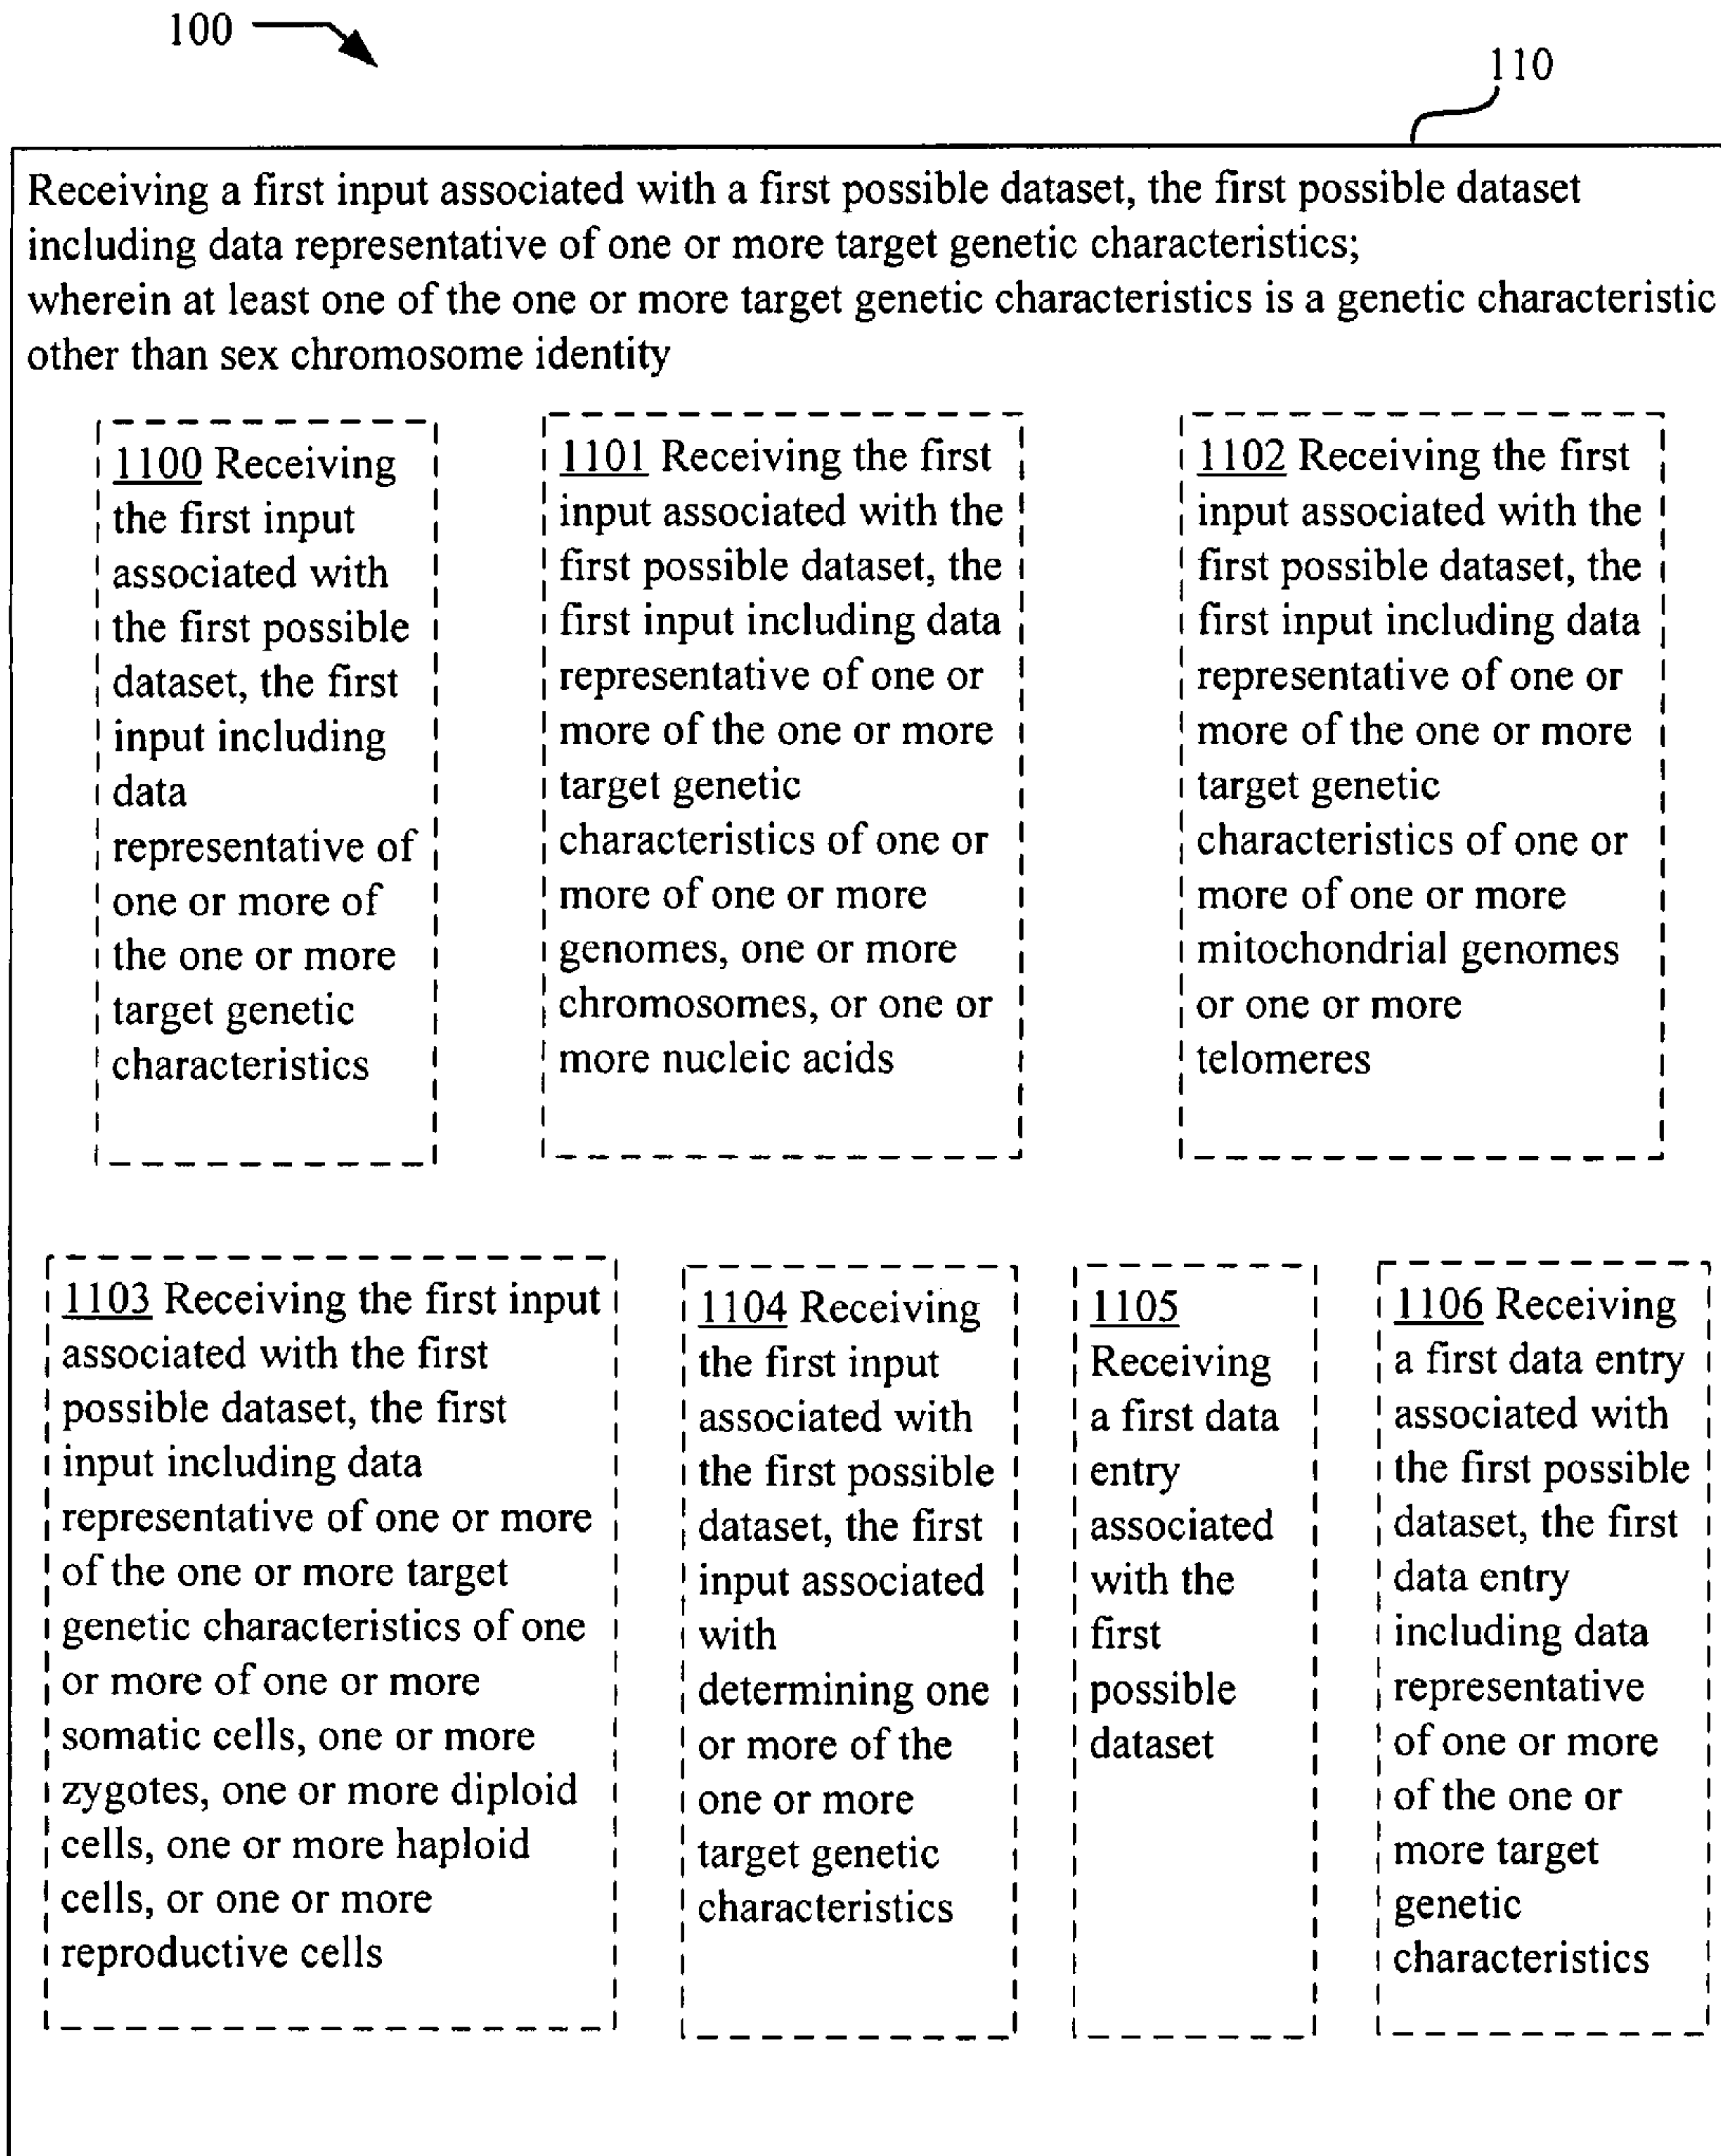 100
110
Receiving a first input associated with a first possible dataset, the first possible dataset
including data representative of one or more target genetic characteristics;
wherein at least one of the one or more target genetic characteristics is a genetic characteristic
other than sex chromosome identity
1100 Receiving
the first input
associated with
the first possible
dataset, the first
input including
data
representative of
one or more of
the one or more
target genetic
characteristics
1101 Receiving the first
input associated with the
first possible dataset, the
first input including data
representative of one or
more of the one or more
target genetic
characteristics of one or
more of one or more
genomes, one or more
chromosomes, or one or
more nucleic acids
1102 Receiving the first
input associated with the
first possible dataset, the
first input including data
representative of one or
more of the one or more
target genetic
characteristics of one or
more of one or more
mitochondrial genomes
or one or more
telomeres
1103 Receiving the first input
associated with the first
possible dataset, the first
input including data
representative of one or more
of the one or more target
genetic characteristics of one
or more of one or more
somatic cells, one or more
zygotes, one or more diploid
cells, one or more haploid
cells, or one or more
reproductive cells
1104 Receiving
the first input
associated with
the first possible
dataset, the first
input associated
with
determining one
or more of the
one or more
target genetic
characteristics
1105
Receiving
a first data
entry
associated
with the
first
possible
dataset
1106 Receiving
a first data entry
associated with
the first possible
dataset, the first
data entry
including data
representative
of one or more
of the one or
more target
genetic
characteristics